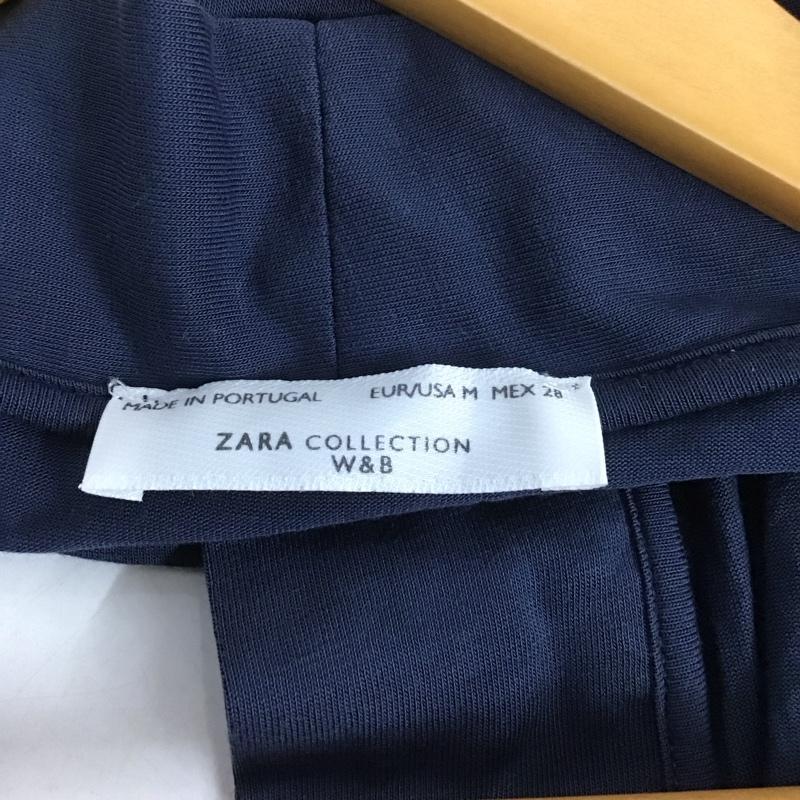 MADE IN PORTUGAL EUR/USA M MEX 28
ZARA COLLECTION
W&B